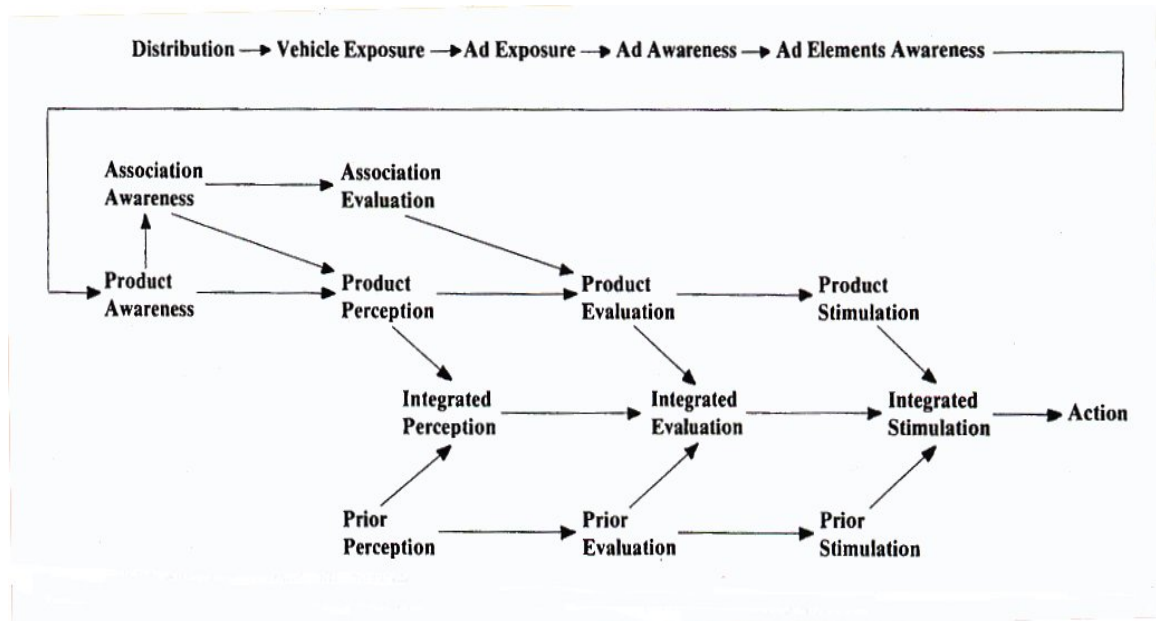 Distribution Vehicle Exposure Ad Exposure Ad Awareness Ad Elements Awareness
Association
Awareness
Association
Evaluation
Product
Awareness
Product
Perception
Product
Evaluation
Product
Stimulation
Integrated
Perception
Integrated
Evaluation
Integrated
Stimulation
Action
Prior
Perception
Prior
Evaluation
Prior
Stimulation